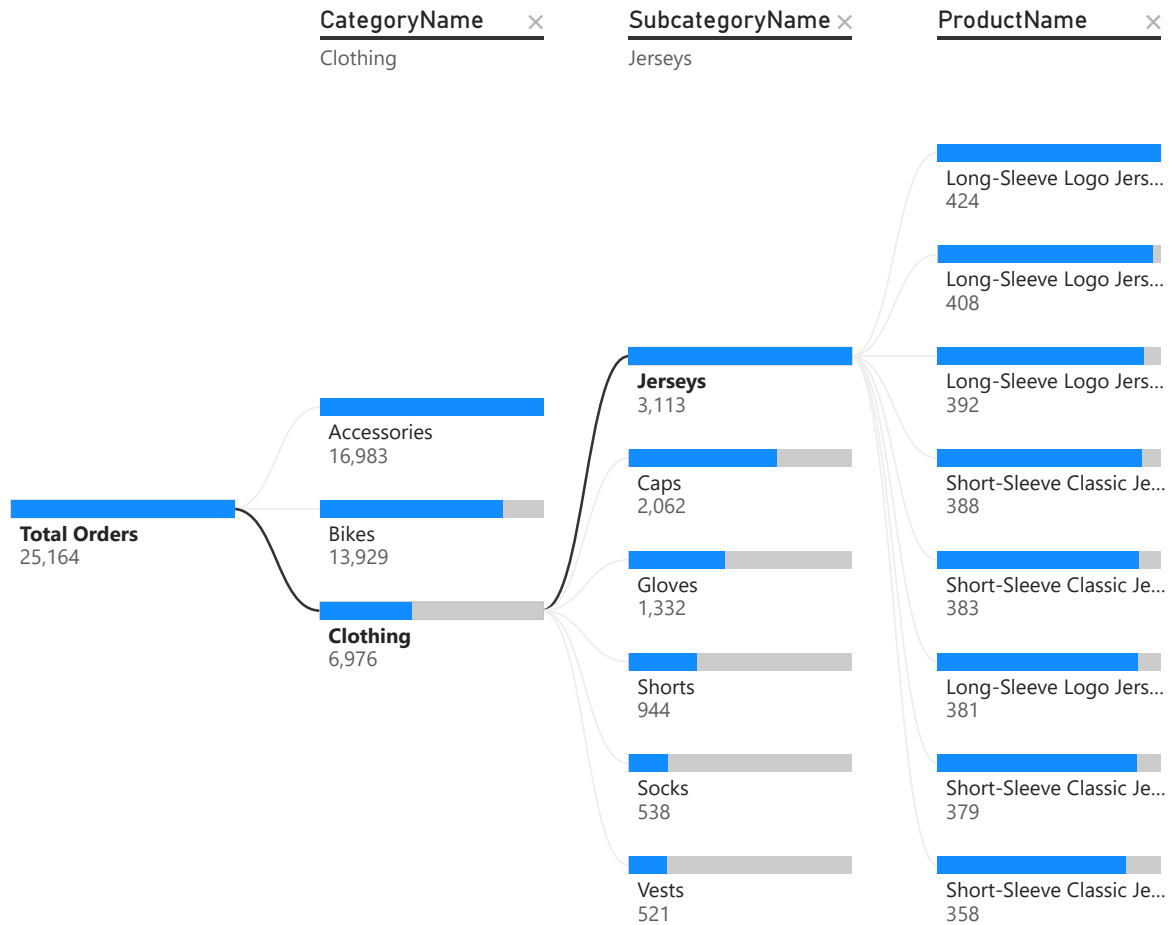 CategoryName ×
Clothing
SubcategoryName ×
Jerseys
ProductName ×
Total Orders
25,164
Accessories
16,983
Bikes
13,929
Clothing
6,976
Jerseys
3,113
Caps
2,062
Gloves
1,332
Shorts
944
Socks
538
Vests
521
Long-Sleeve Logo Jers...
424
Long-Sleeve Logo Jers...
408
Long-Sleeve Logo Jers...
392
Short-Sleeve Classic Je...
388
Short-Sleeve Classic Je...
383
Long-Sleeve Logo Jers...
381
Short-Sleeve Classic Je...
379
Short-Sleeve Classic Je...
358